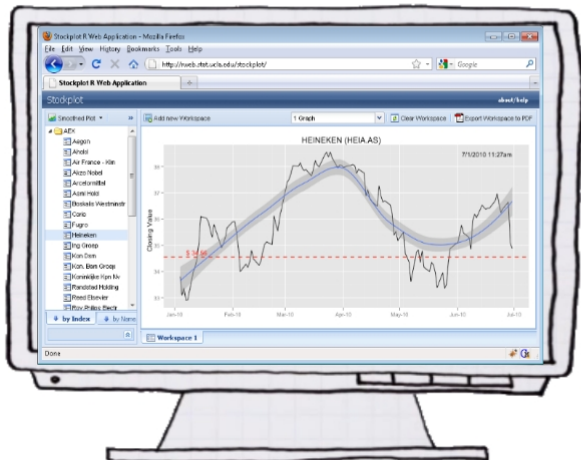 Stockplot R Web Application - Mozilla Firefox
File Edit View History Bookmarks Tools Help
http://rweb.stat.ucla.edu/stockplot/
Google
Stockplot R Web Application
Stockplot
about/help
Smoothed Plot
Add new Workspace
1 Graph
Clear Workspace
Export Workspace to PDF
AEX
Aegon
Ahold
Air France - Klm
Akzo Nobel
Arcelormittal
Asml Hold
Boskalis Westminstr
Corio
Fugro
Heineken
Ing Groep
Kon Dsm
Kon. Bam Groep
Koninklijke Kpn Nv
Randstad Holding
Reed Elsevier
Roy Philips Electr
by Index
by Name
HEINEKEN (HEIA.AS)
7/1/2010 11:27am
Closing Value
Jan-10 Feb-10 Mar-10 Apr-10 May-10 Jun-10 Jul-10
Workspace 1
Done